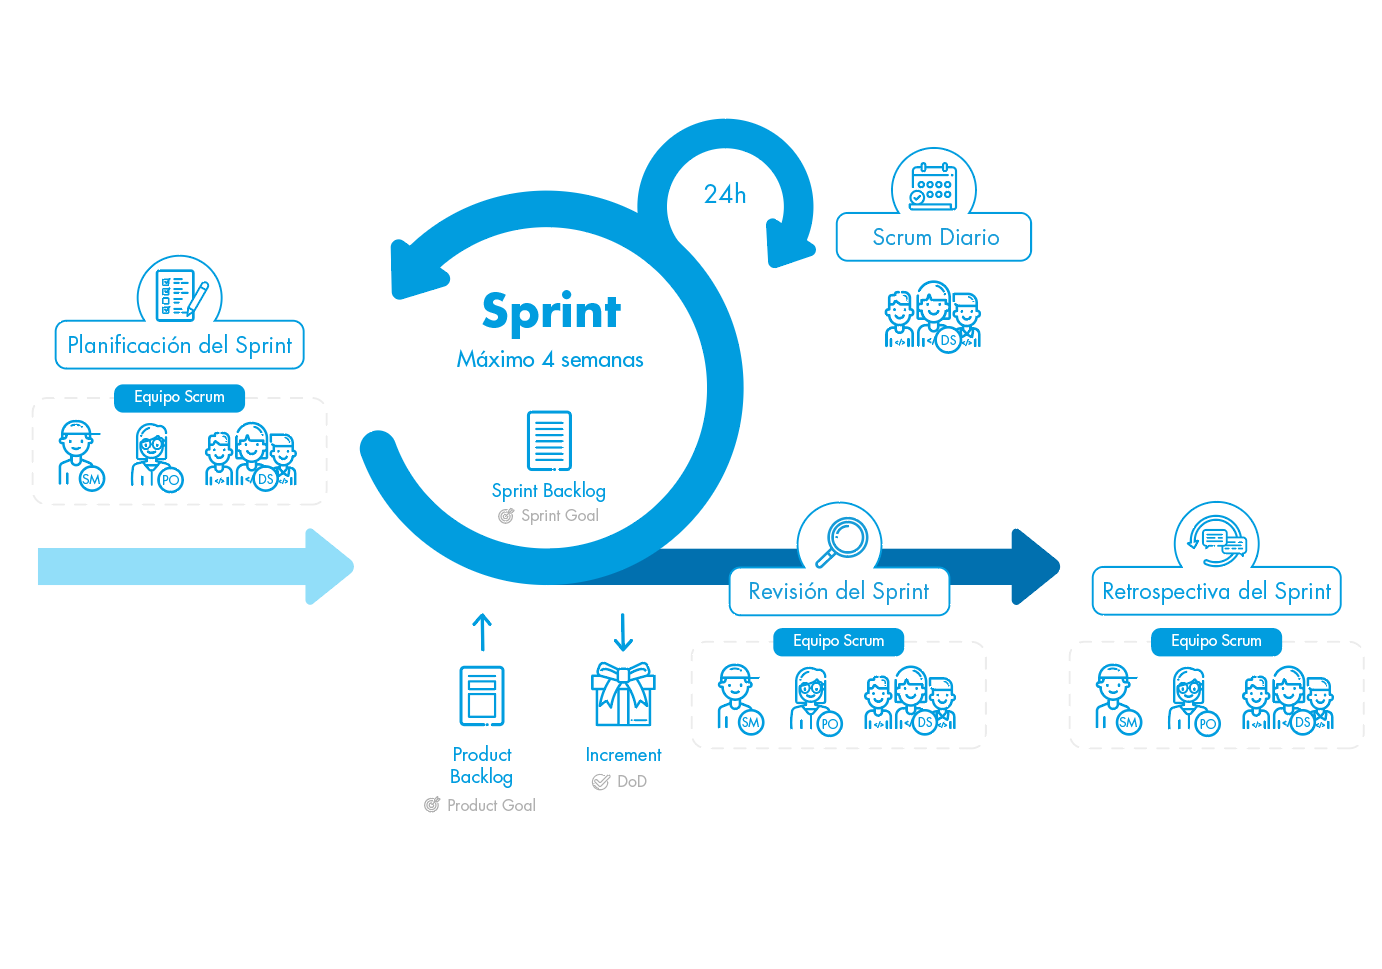 24h
Scrum Diario
DS
Sprint
Máximo 4 semanas
Planificación del Sprint
Equipo Scrum
SM
PO
DS
Sprint Backlog
Sprint Goal
Revisión del Sprint
Equipo Scrum
SM
PO
DS
Retrospectiva del Sprint
Equipo Scrum
SM
PO
DS
Product
Backlog
Product Goal
Increment
DoD